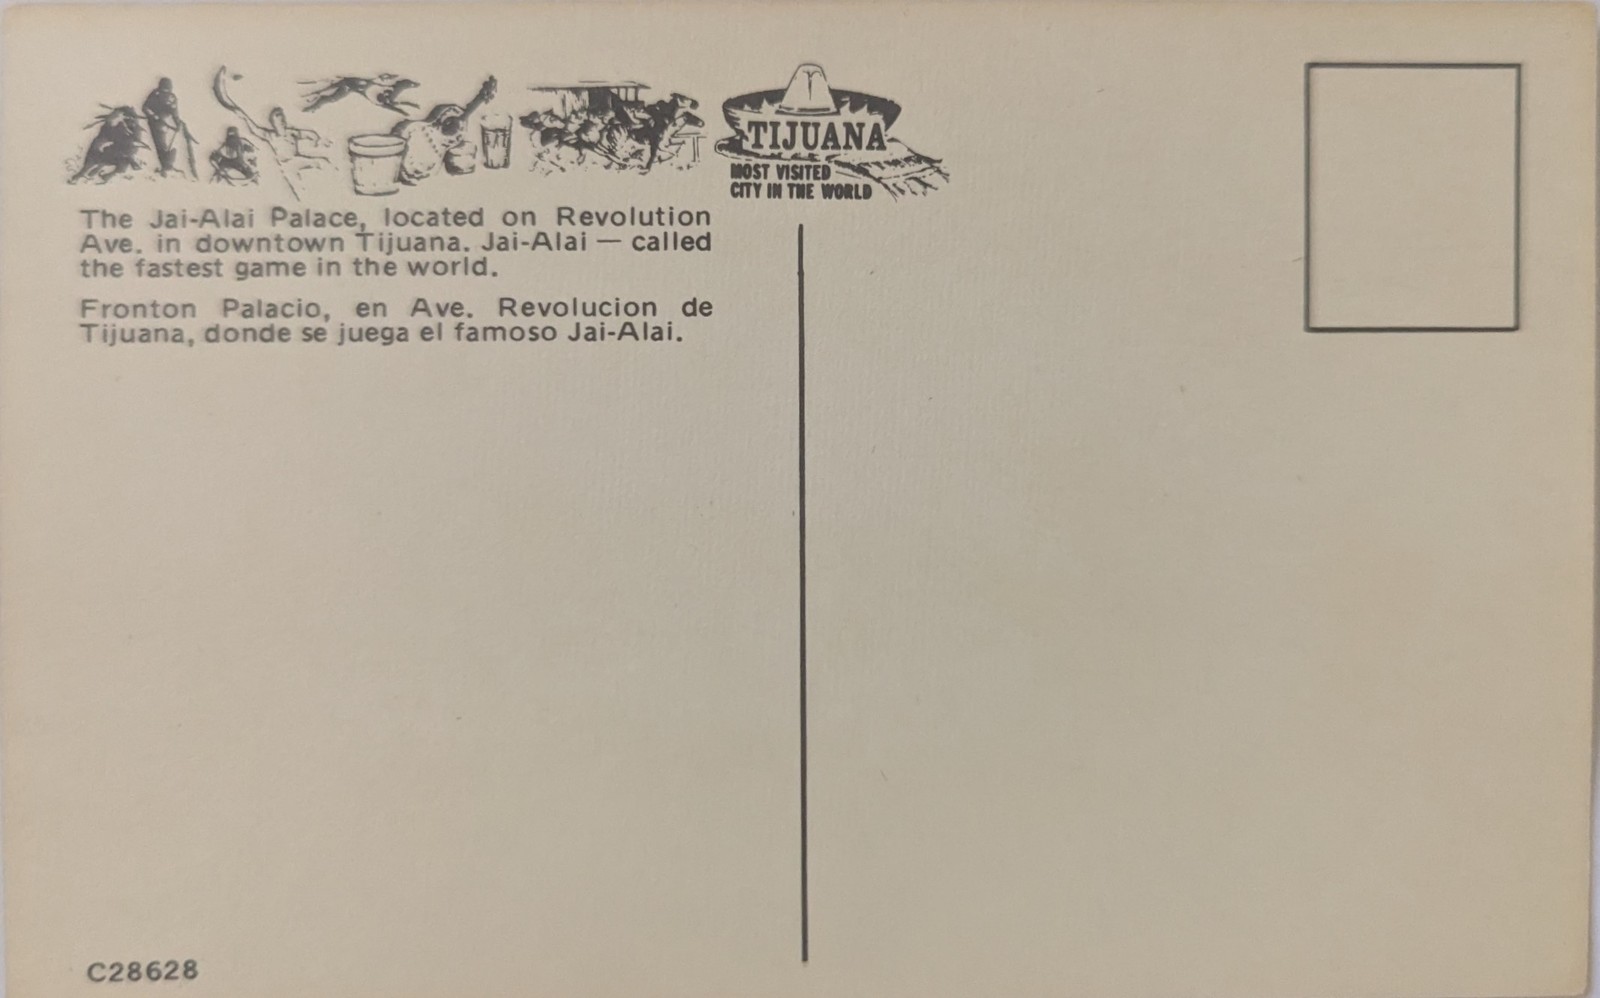 TIJUANA
MOST VISITED
CITY IN THE WORLD
The Jai-Alai Palace, located on Revolution
Ave. in downtown Tijuana. Jai-Alai — called
the fastest game in the world.
Fronton Palacio, en Ave. Revolucion de
Tijuana, donde se juega el famoso Jai-Alai.
C28628